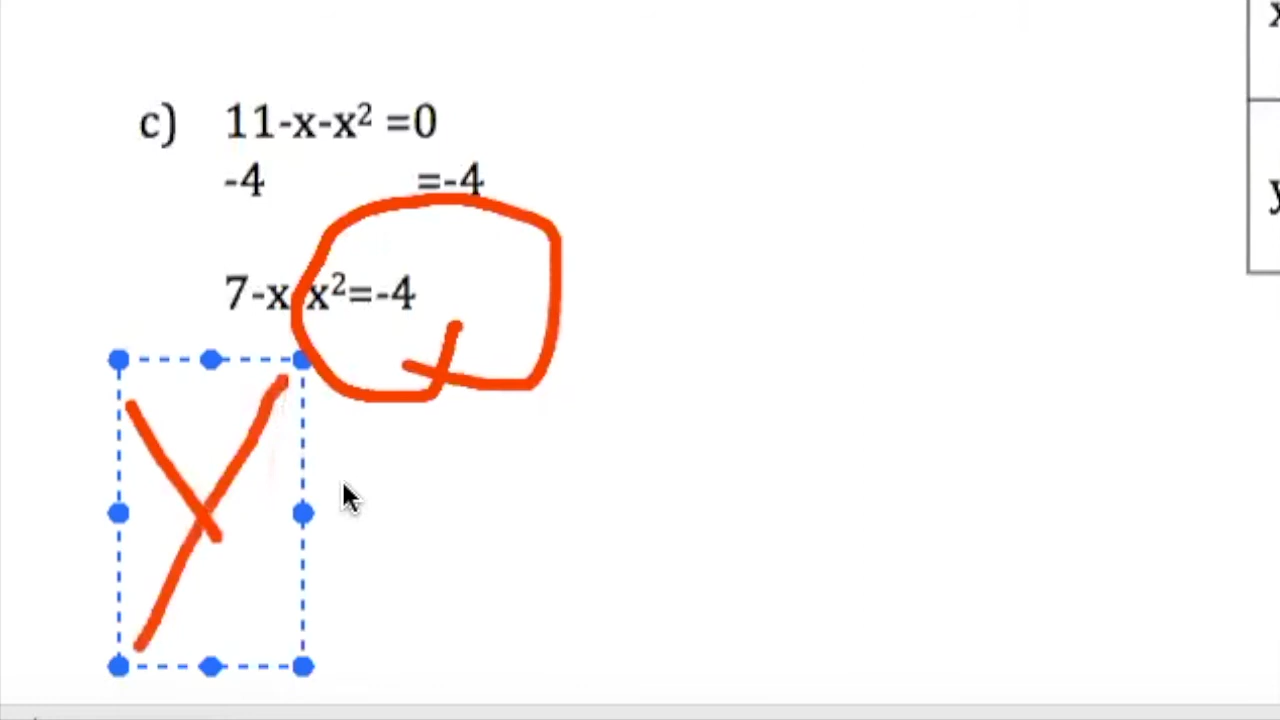 c) 11-x-x² =0
-4 =-4
7-x-x²=-4
y